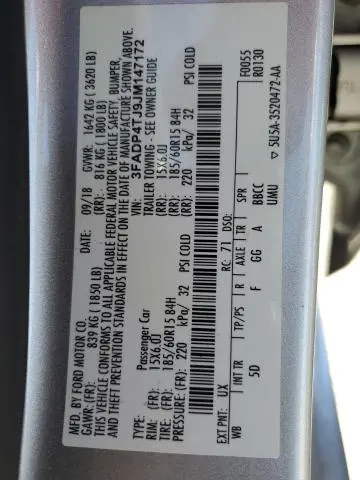 MFD. BY FORD MOTOR CO. DATE: 09/18 GVWR: 1642 KG (3620 LB)
GAWR: (FR): 839 KG (1850 LB) (RR): 816 KG (1800 LB)
THIS VEHICLE CONFORMS TO ALL APPLICABLE FEDERAL MOTOR VEHICLE SAFETY, BUMPER,
AND THEFT PREVENTION STANDARDS IN EFFECT ON THE DATE OF MANUFACTURE SHOWN ABOVE.
VIN: 3FADP4TJ9JM147172
TYPE: Passenger Car TRAILER TOWING - SEE OWNER GUIDE
RIM: (FR): 15X6.0J (RR): 15X6.0J
TIRE: (FR): 185/60R15 84H (RR): 185/60R15 84H
PRESSURE: (FR): 220 kPa/ 32 PSI COLD (RR): 220 kPa/ 32 PSI COLD
EXT PNT: UX RC: 71 DSO: F0055
WB INT TR TP/PS R AXLE TR SPR R0130
5D F GG A BBCC
UMU
5U5A-3520472-AA